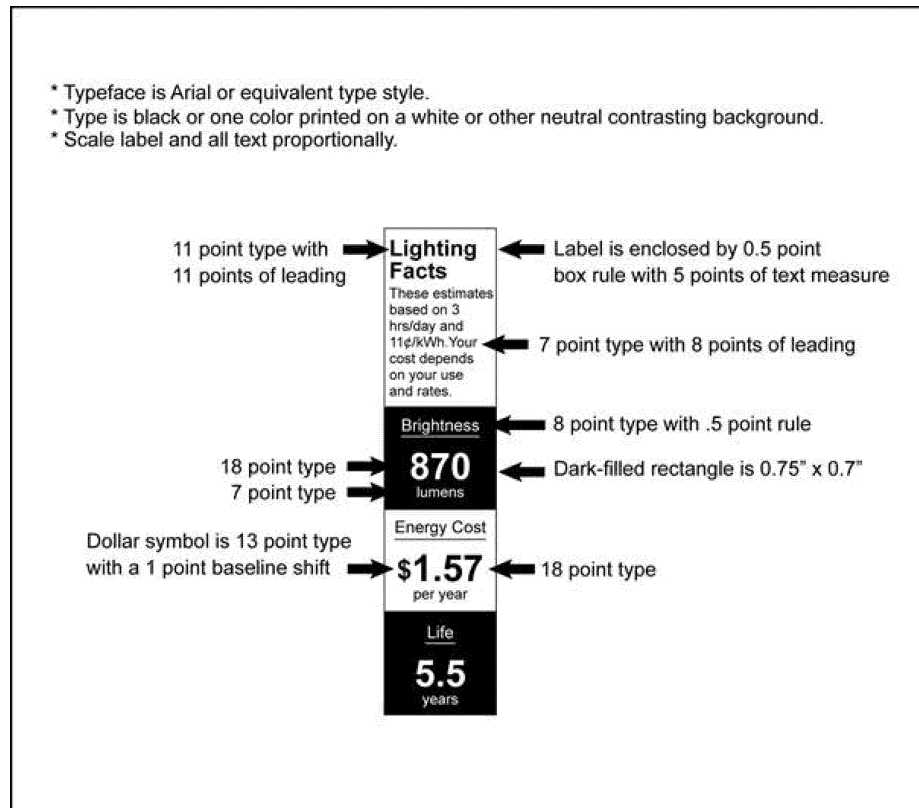 * Typeface is Arial or equivalent type style.
* Type is black or one color printed on a white or other neutral contrasting background.
* Scale label and all text proportionally.
11 point type with
11 points of leading
Lighting
Facts
These estimates
based on 3
hrs/day and
11¢/kWh.Your
cost depends
on your use
and rates.
Label is enclosed by 0.5 point
box rule with 5 points of text measure
7 point type with 8 points of leading
Brightness
8 point type with .5 point rule
18 point type
870
Dark-filled rectangle is 0.75” x 0.7”
7 point type
lumens
Energy Cost
Dollar symbol is 13 point type
with a 1 point baseline shift
$1.57
18 point type
per year
Life
5.5
years